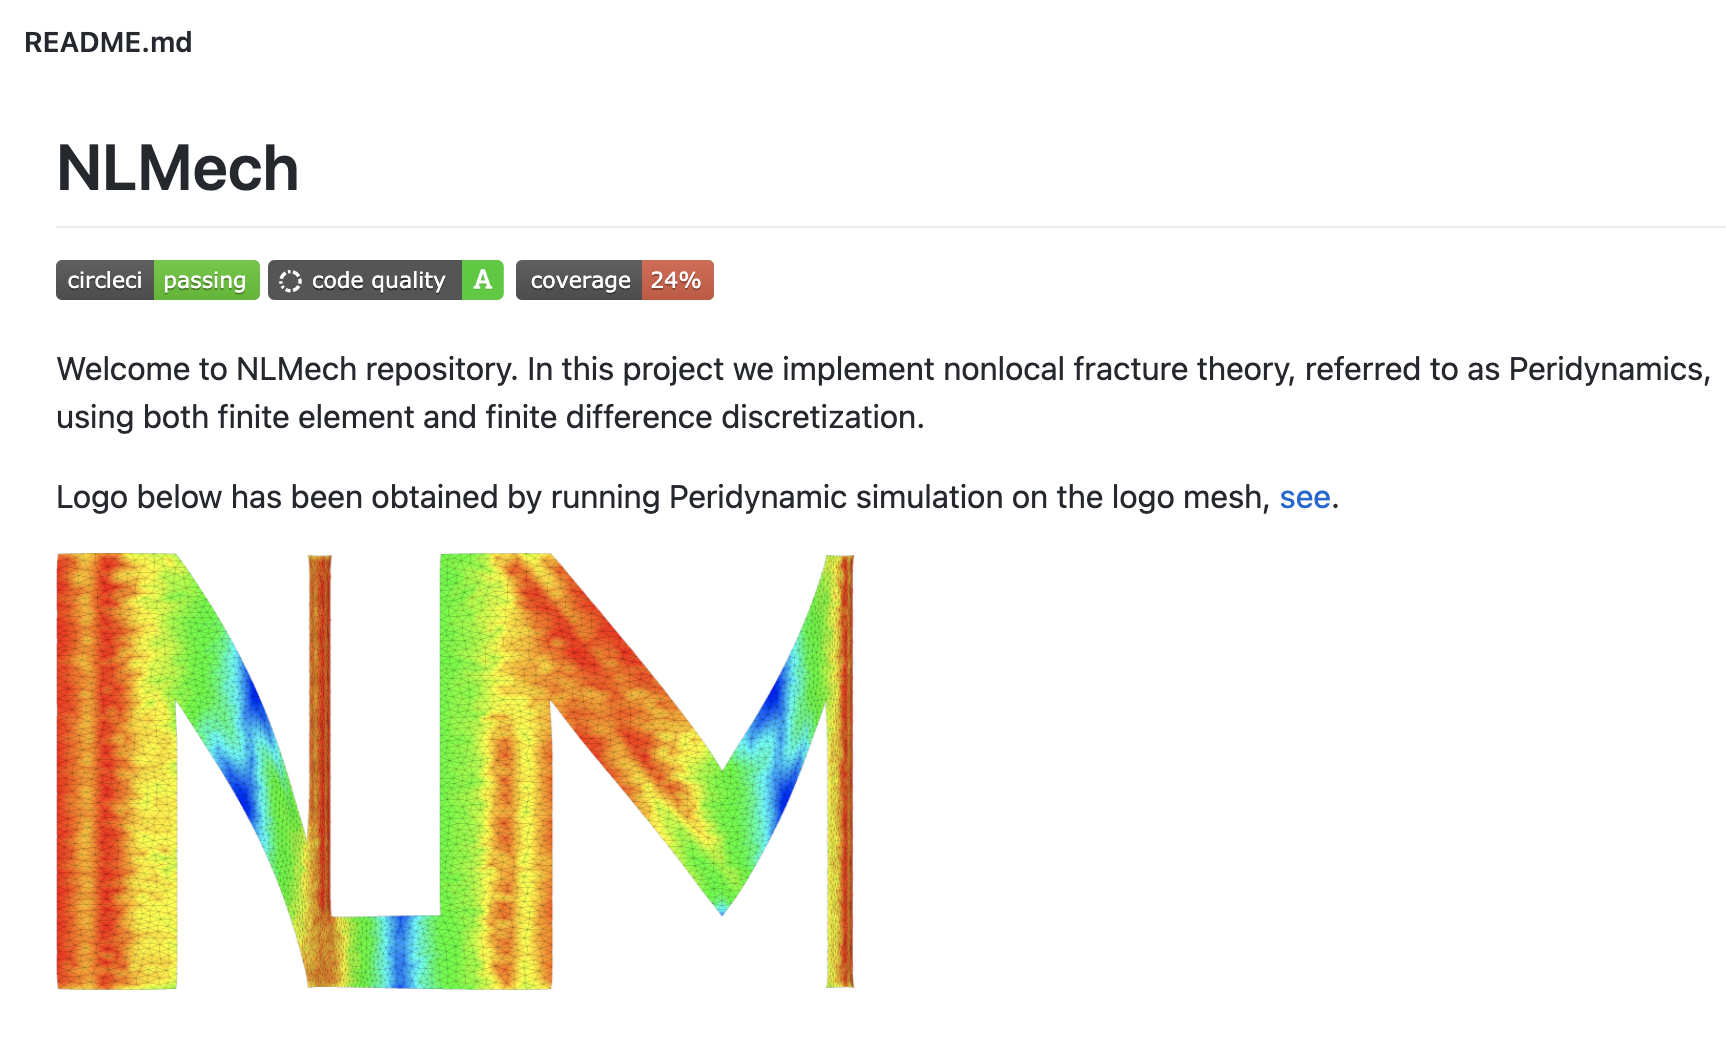 README.md
NLMech
circleci passing code quality A coverage 24%
Welcome to NLMech repository. In this project we implement nonlocal fracture theory, referred to as Peridynamics,
using both finite element and finite difference discretization.
Logo below has been obtained by running Peridynamic simulation on the logo mesh, see.
NLM